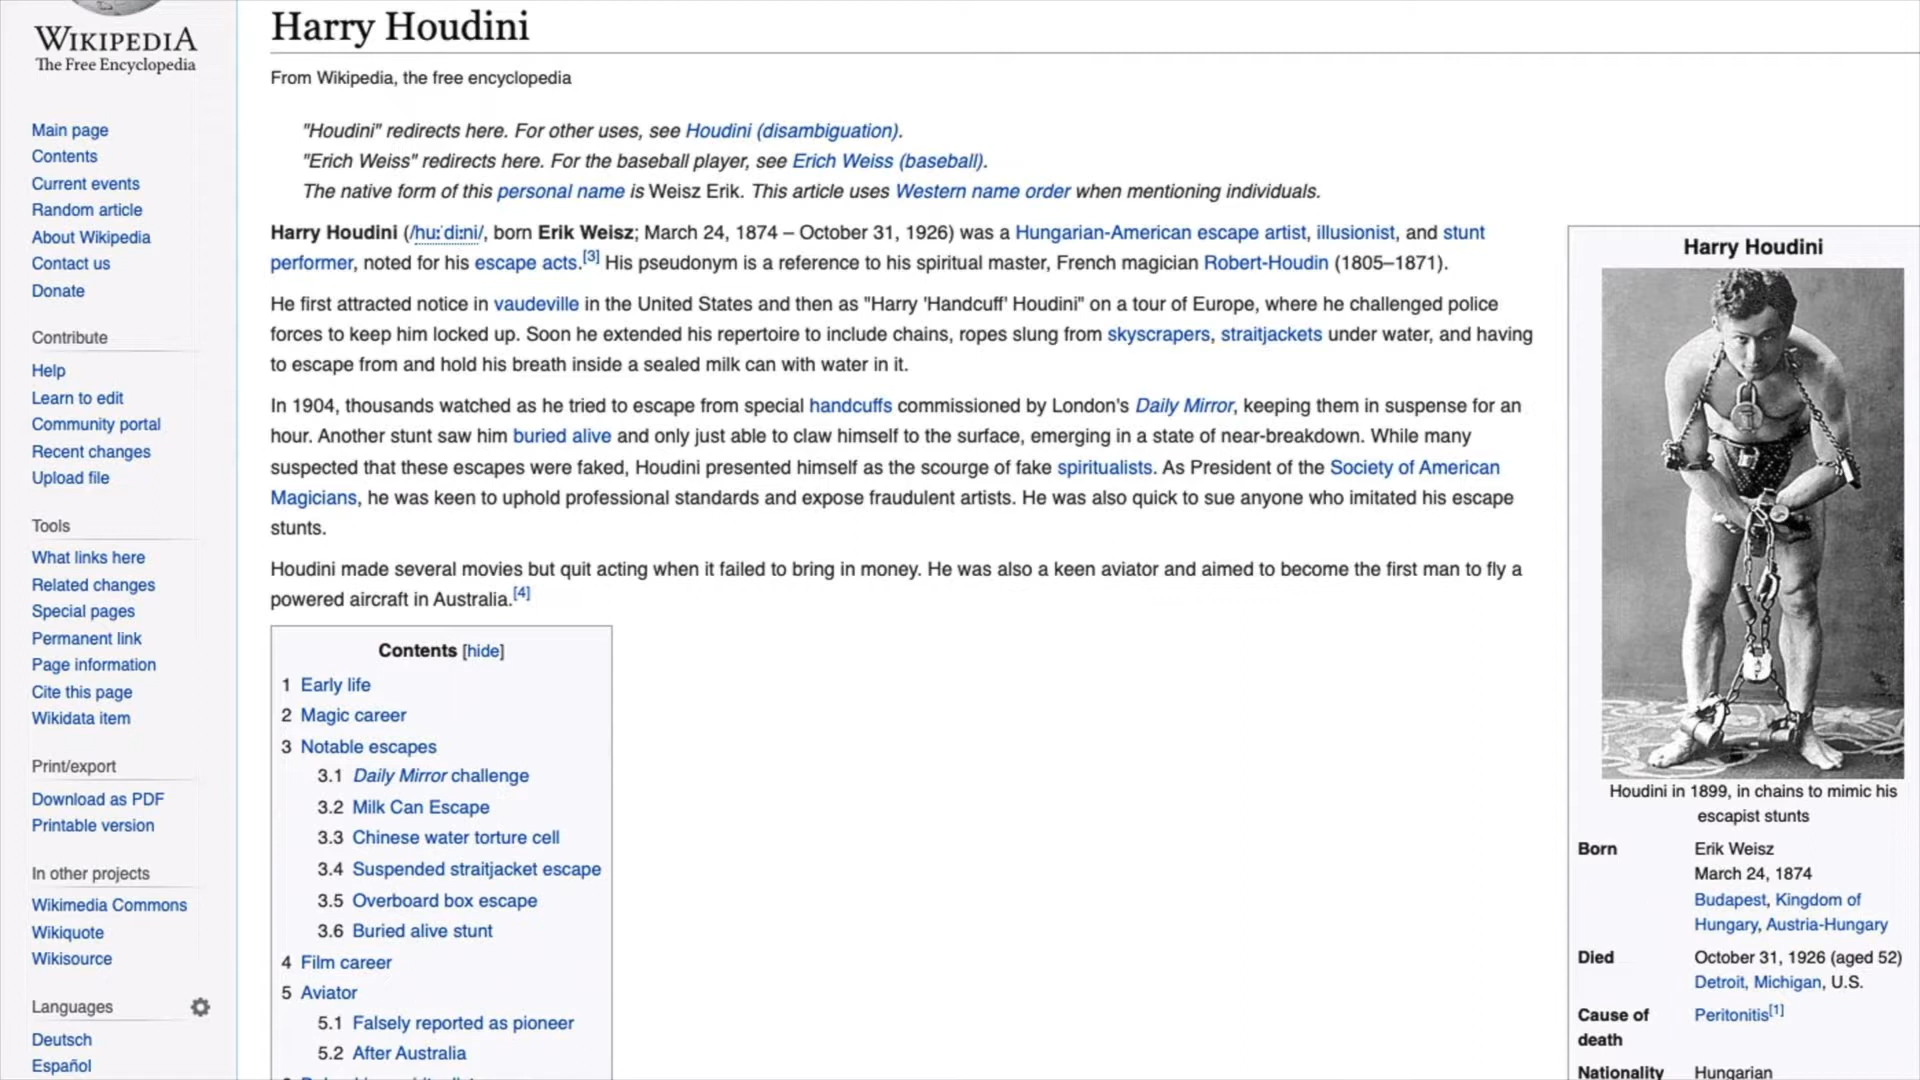 WIKIPEDIA
The Free Encyclopedia
Main page
Contents
Current events
Random article
About Wikipedia
Contact us
Donate
Contribute
Help
Learn to edit
Community portal
Recent changes
Upload file
Tools
What links here
Related changes
Special pages
Permanent link
Page information
Cite this page
Wikidata item
Print/export
Download as PDF
Printable version
In other projects
Wikimedia Commons
Wikiquote
Wikisource
Languages
Deutsch
Español
Harry Houdini
From Wikipedia, the free encyclopedia
"Houdini" redirects here. For other uses, see Houdini (disambiguation).
"Erich Weiss" redirects here. For the baseball player, see Erich Weiss (baseball).
The native form of this personal name is Weisz Erik. This article uses Western name order when mentioning individuals.
Harry Houdini (/huːˈdiːni/, born Erik Weisz; March 24, 1874 – October 31, 1926) was a Hungarian-American escape artist, illusionist, and stunt
performer, noted for his escape acts.[3] His pseudonym is a reference to his spiritual master, French magician Robert-Houdin (1805–1871).
He first attracted notice in vaudeville in the United States and then as "Harry 'Handcuff' Houdini" on a tour of Europe, where he challenged police
forces to keep him locked up. Soon he extended his repertoire to include chains, ropes slung from skyscrapers, straitjackets under water, and having
to escape from and hold his breath inside a sealed milk can with water in it.
In 1904, thousands watched as he tried to escape from special handcuffs commissioned by London's Daily Mirror, keeping them in suspense for an
hour. Another stunt saw him buried alive and only just able to claw himself to the surface, emerging in a state of near-breakdown. While many
suspected that these escapes were faked, Houdini presented himself as the scourge of fake spiritualists. As President of the Society of American
Magicians, he was keen to uphold professional standards and expose fraudulent artists. He was also quick to sue anyone who imitated his escape
stunts.
Houdini made several movies but quit acting when it failed to bring in money. He was also a keen aviator and aimed to become the first man to fly a
powered aircraft in Australia.[4]
Contents [hide]
1 Early life
2 Magic career
3 Notable escapes
3.1 Daily Mirror challenge
3.2 Milk Can Escape
3.3 Chinese water torture cell
3.4 Suspended straitjacket escape
3.5 Overboard box escape
3.6 Buried alive stunt
4 Film career
5 Aviator
5.1 Falsely reported as pioneer
5.2 After Australia
Harry Houdini
Houdini in 1899, in chains to mimic his
escapist stunts
Born Erik Weisz
March 24, 1874
Budapest, Kingdom of
Hungary, Austria-Hungary
Died October 31, 1926 (aged 52)
Detroit, Michigan, U.S.
Cause of Peritonitis[1]
death
Nationality Hungarian